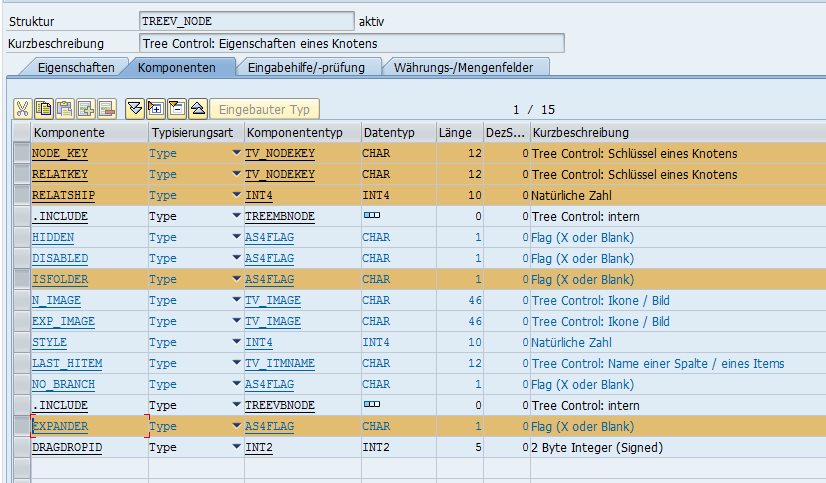 Struktur TREEV_NODE aktiv
Kurzbeschreibung Tree Control: Eigenschaften eines Knotens
Eigenschaften Komponenten Eingabehilfe/-prüfung Währungs-/Mengenfelder
Eingebauter Typ 1 / 15
Komponente Typisierungsart Komponententyp Datentyp Länge DezS... Kurzbeschreibung
NODE_KEY Type TV_NODEKEY CHAR 12 0 Tree Control: Schlüssel eines Knotens
RELATKEY Type TV_NODEKEY CHAR 12 0 Tree Control: Schlüssel eines Knotens
RELATSHIP Type INT4 INT4 10 0 Natürliche Zahl
.INCLUDE Type TREEMBNODE 0 0 Tree Control: intern
HIDDEN Type AS4FLAG CHAR 1 0 Flag (X oder Blank)
DISABLED Type AS4FLAG CHAR 1 0 Flag (X oder Blank)
ISFOLDER Type AS4FLAG CHAR 1 0 Flag (X oder Blank)
N_IMAGE Type TV_IMAGE CHAR 46 0 Tree Control: Ikone / Bild
EXP_IMAGE Type TV_IMAGE CHAR 46 0 Tree Control: Ikone / Bild
STYLE Type INT4 INT4 10 0 Natürliche Zahl
LAST_HITEM Type TV_ITMNAME CHAR 12 0 Tree Control: Name einer Spalte / eines Items
NO_BRANCH Type AS4FLAG CHAR 1 0 Flag (X oder Blank)
.INCLUDE Type TREEVBNODE 0 0 Tree Control: intern
EXPANDER Type AS4FLAG CHAR 1 0 Flag (X oder Blank)
DRAGDROPID Type INT2 INT2 5 0 2 Byte Integer (Signed)